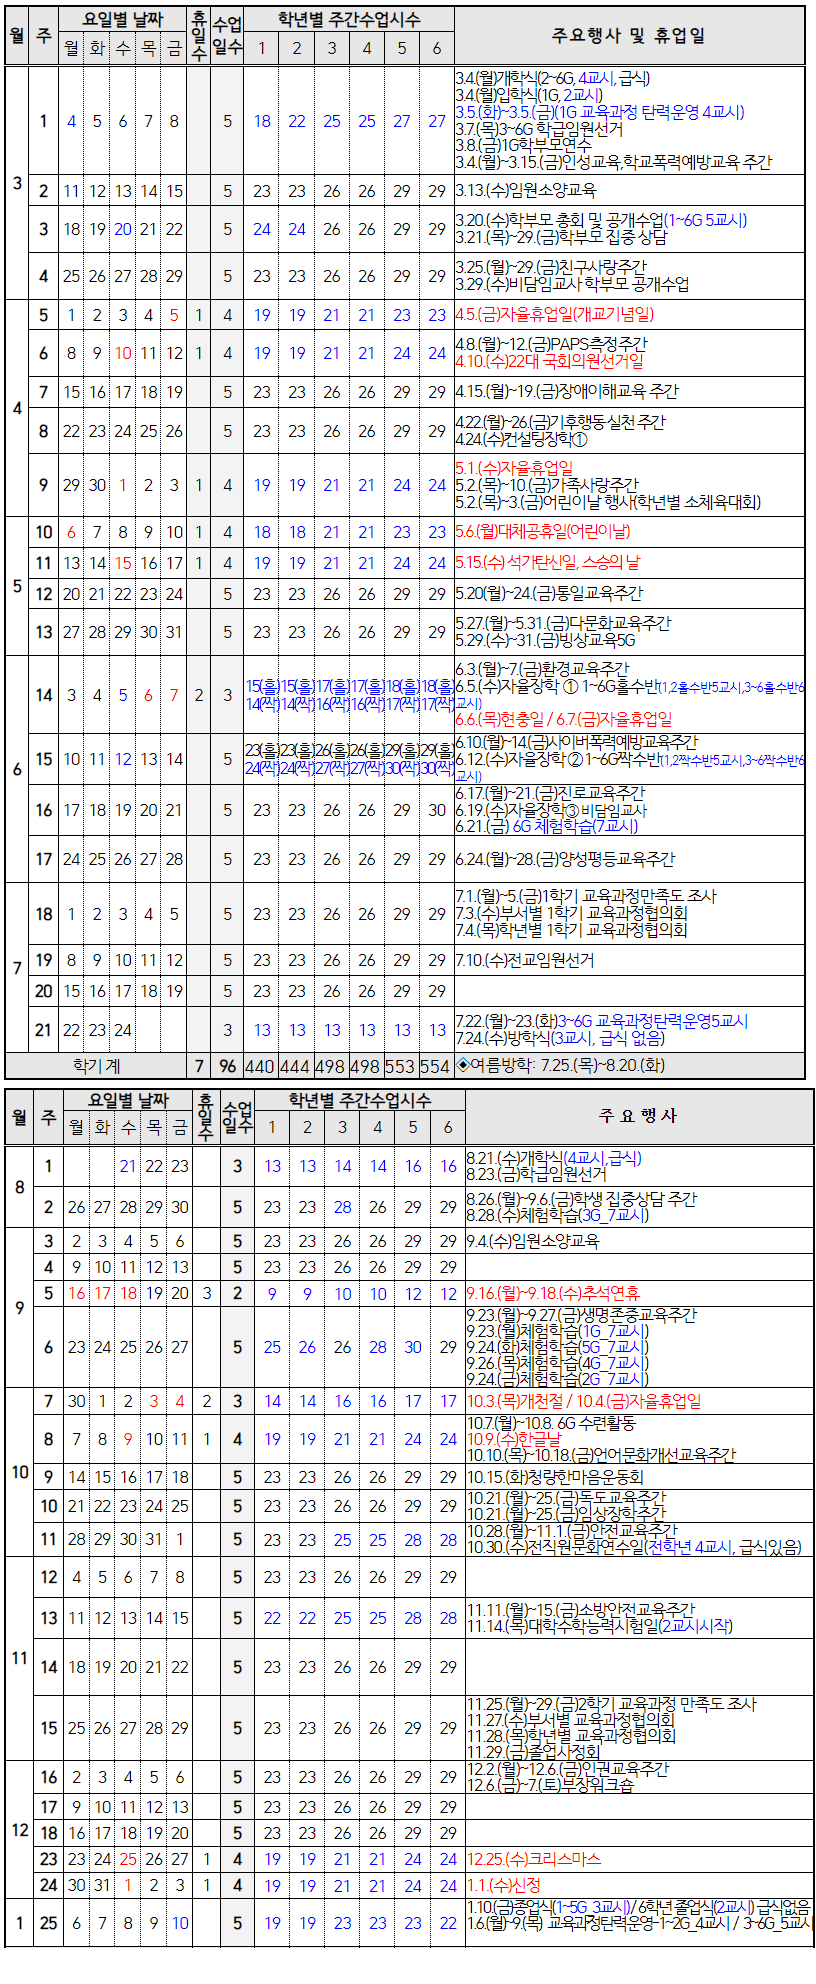 월 주 요일별 날짜 휴일수 수업일수 학년별 주간수업시수 주요행사 및 휴업일
월 화 수 목 금 1 2 3 4 5 6
3 1 4 5 6 7 8 5 18 22 25 25 27 27
3.4.(월)개학식(2~6G, 4교시, 급식)
3.4.(월)입학식(1G, 2교시)
3.5.(화)~3.5.(금)(1G 교육과정 탄력운영 4교시)
3.7.(목)3~6G 학급임원선거
3.8.(금)1G학부모연수
3.4.(월)~3.15.(금)인성교육,학교폭력예방교육 주간
2 11 12 13 14 15 5 23 23 26 26 29 29 3.13.(수)임원소양교육
3 18 19 20 21 22 5 24 24 26 26 29 29
3.20.(수)학부모 총회 및 공개수업(1~6G 5교시)
3.21.(목)~29.(금)학부모 집중 상담
4 25 26 27 28 29 5 23 23 26 26 29 29
3.25.(월)~29.(금)친구사랑주간
3.29.(수)비담임교사 학부모 공개수업
4 5 1 2 3 4 5 1 4 19 19 21 21 23 23 4.5.(금)자율휴업일(개교기념일)
6 8 9 10 11 12 1 4 19 19 21 21 24 24
4.8.(월)~12.(금)PAPS측정주간
4.10.(수)22대 국회의원선거일
7 15 16 17 18 19 5 23 23 26 26 29 29 4.15.(월)~19.(금)장애이해교육 주간
8 22 23 24 25 26 5 23 23 26 26 29 29
4.22.(월)~26.(금)기후행동 실천 주간
4.24.(수)컨설팅장학①
9 29 30 1 2 3 1 4 19 19 21 21 24 24
5.1.(수)자율휴업일
5.2.(목)~10.(금)가족사랑주간
5.2.(목)~3.(금)어린이날 행사(학년별 소체육대회)
5 10 6 7 8 9 10 1 4 18 18 21 21 23 23 5.6.(월)대체공휴일(어린이날)
11 13 14 15 16 17 1 4 19 19 21 21 24 24 5.15.(수) 석가탄신일, 스승의 날
12 20 21 22 23 24 5 23 23 26 26 29 29 5.20(월)~24.(금)통일교육주간
13 27 28 29 30 31 5 23 23 26 26 29 29
5.27.(월)~5.31.(금)다문화교육주간
5.29.(수)~31.(금)빙상교육5G
6 14 3 4 5 6 7 2 3
15(홀) 15(홀) 17(홀) 17(홀) 18(홀) 18(홀)
14(짝) 14(짝) 16(짝) 16(짝) 17(짝) 17(짝)
6.3.(월)~7.(금)환경교육주간
6.5.(수)자율장학 ① 1~6G홀수반(1,2홀수반5교시,3~6홀수반6
교시)
6.6.(목)현충일 / 6.7.(금)자율휴업일
15 10 11 12 13 14 5
23(홀) 23(홀) 26(홀) 26(홀) 29(홀) 29(홀)
24(짝) 24(짝) 27(짝) 27(짝) 30(짝) 30(짝)
6.10.(월)~14.(금)사이버폭력예방교육주간
6.12.(수)자율장학 ② 1~6G짝수반(1,2짝수반5교시,3~6짝수반6
교시)
16 17 18 19 20 21 5 23 23 26 26 29 30
6.17.(월)~21.(금)진로교육주간
6.19.(수)자율장학③ 비담임교사
6.21.(금) 6G 체험학습(7교시)
17 24 25 26 27 28 5 23 23 26 26 29 29 6.24.(월)~28.(금)양성평등교육주간
7 18 1 2 3 4 5 5 23 23 26 26 29 29
7.1.(월)~5.(금)1학기 교육과정만족도 조사
7.3.(수)부서별 1학기 교육과정협의회
7.4.(목)학년별 1학기 교육과정협의회
19 8 9 10 11 12 5 23 23 26 26 29 29 7.10.(수)전교임원선거
20 15 16 17 18 19 5 23 23 26 26 29 29
21 22 23 24 3 13 13 13 13 13 13
7.22.(월)~23.(화)3~6G 교육과정탄력운영5교시
7.24.(수)방학식(3교시, 급식 없음)
학기 계 7 96 440 444 498 498 553 554 ◈여름방학: 7.25.(목)~8.20.(화)
월 주 요일별 날짜 휴일수 수업일수 학년별 주간수업시수 주 요 행 사
월 화 수 목 금 1 2 3 4 5 6
8 1 21 22 23 3 13 13 14 14 16 16
8.21.(수)개학식(4교시,급식)
8.23.(금)학급임원선거
2 26 27 28 29 30 5 23 23 28 26 29 29
8.26.(월)~9.6.(금)학생 집중상담 주간
8.28.(수)체험학습(3G_7교시)
9 3 2 3 4 5 6 5 23 23 26 26 29 29 9.4.(수)임원소양교육
4 9 10 11 12 13 5 23 23 26 26 29 29
5 16 17 18 19 20 3 2 9 9 10 10 12 12 9.16.(월)~9.18.(수)추석연휴
6 23 24 25 26 27 5 25 26 26 28 30 29
9.23.(월)~9.27.(금)생명존중교육주간
9.23(월)체험학습(1G_7교시)
9.24(화)체험학습(5G_7교시)
9.26(목)체험학습(4G_7교시)
9.24(금)체험학습(2G_7교시)
10 7 30 1 2 3 4 2 3 14 14 16 16 17 17 10.3.(목)개천절 / 10.4.(금)자율휴업일
8 7 8 9 10 11 1 4 19 19 21 21 24 24
10.7.(월)~10.8. 6G 수련활동
10.9.(수)한글날
10.10.(목)~10.18.(금)언어문화개선교육주간
9 14 15 16 17 18 5 23 23 26 26 29 29 10.15.(화)청량한마음운동회
10 21 22 23 24 25 5 23 23 26 26 29 29
10.21.(월)~25.(금)독도교육주간
10.21.(월)~25.(금)임상장학주간
11 28 29 30 31 1 5 23 23 25 25 28 28
10.28.(월)~11.1.(금)안전교육주간
10.30.(수)전직원문화연수일(전학년 4교시, 급식있음)
11 12 4 5 6 7 8 5 23 23 26 26 29 29
13 11 12 13 14 15 5 22 22 25 25 28 28
11.11.(월)~15.(금)소방안전교육주간
11.14.(목)대학수학능력시험일(2교시시작)
14 18 19 20 21 22 5 23 23 26 26 29 29
15 25 26 27 28 29 5 23 23 26 26 29 29
11.25.(월)~29.(금)2학기 교육과정 만족도 조사
11.27.(수)부서별 교육과정협의회
11.28.(목)학년별 교육과정협의회
11.29.(금)졸업사정회
12 16 2 3 4 5 6 5 23 23 26 26 29 29
12.2.(월)~12.6.(금)인권교육주간
12.6.(금)~7.(토)부장워크숍
17 9 10 11 12 13 5 23 23 26 26 29 29
18 16 17 18 19 20 5 23 23 26 26 29 29
23 23 24 25 26 27 1 4 19 19 21 21 24 24 12.25.(수)크리스마스
24 30 31 1 2 3 1 4 19 19 21 21 24 24 1.1.(수)신정
1 25 6 7 8 9 10 5 19 19 23 23 23 22
1.10.(금)종업식(1~5G_3교시)/ 6학년 졸업식(2교시) 급식없음
1.6.(월)~9.(목) 교육과정탄력운영-1~2G_4교시 / 3~6G_5교시